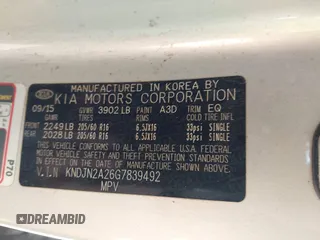 MANUFACTURED IN KOREA BY
KIA MOTORS CORPORATION
09/15 GVWR 3902 LB PAINT A3D TRIM EQ
TIRES RIMS COLD TIRE INFL
FRONT 2249 LB 205/60 R16 6.5JX16 33psi SINGLE
REAR 2028 LB 205/60 R16 6.5JX16 33psi SINGLE
THIS VEHICLE CONFORMS TO ALL APPLICABLE U.S.A. FEDERAL
MOTOR VEHICLE SAFETY, BUMPER, AND THEFT PREVENTION
STANDARDS IN EFFECT ON THE DATE OF MANUFACTURE SHOWN ABOVE
V.I.N KNDJN2A26G7839492
MPV
P70
DREAMBID